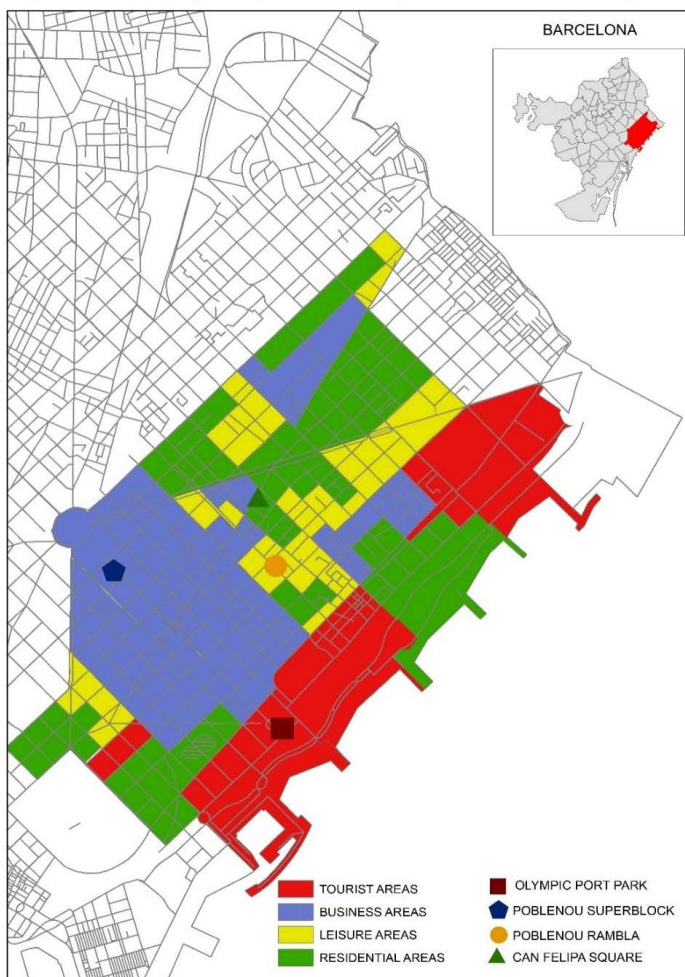 BARCELONA
TOURIST AREAS
BUSINESS AREAS
LEISURE AREAS
RESIDENTIAL AREAS
OLYMPIC PORT PARK
POBLENOU SUPERBLOCK
POBLENOU RAMBLA
CAN FELIPA SQUARE